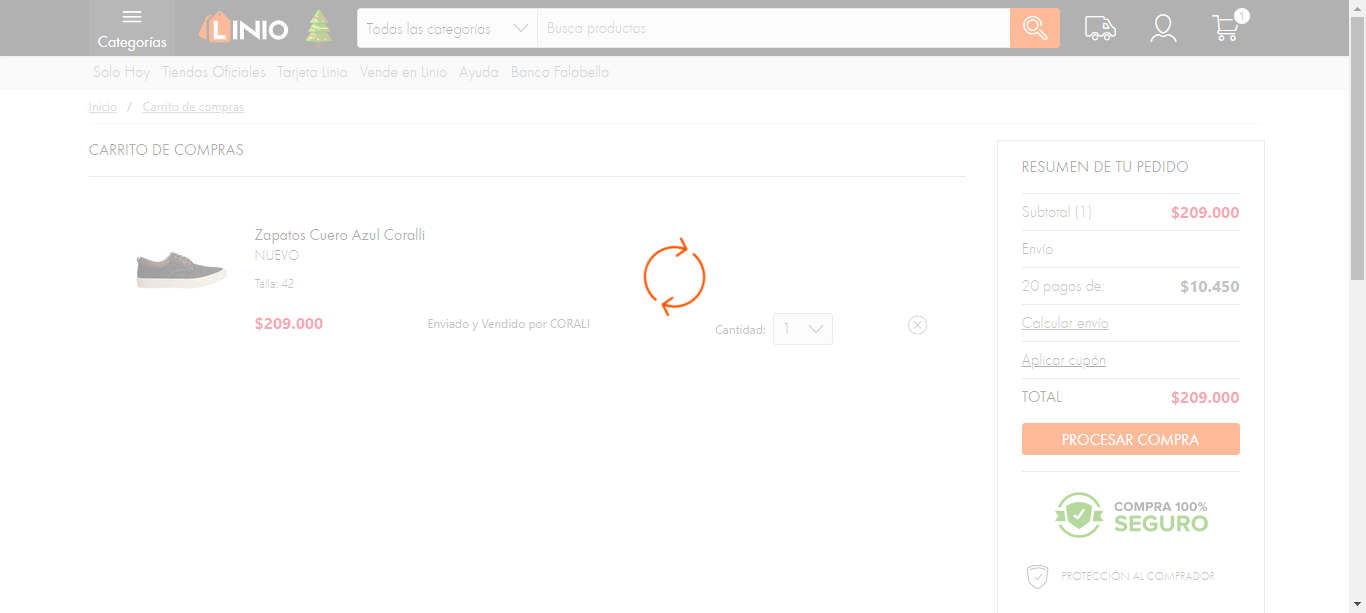 Categorías
LINIO
Todas las categorías
Busca productos
1
Solo Hoy Tiendas Oficiales Tarjeta Linio Vende en Linio Ayuda Banco Falabella
Inicio / Carrito de compras
CARRITO DE COMPRAS
Zapatos Cuero Azul Coralli
NUEVO
Talla: 42
$209.000
Enviado y Vendido por CORALI
Cantidad: 1
RESUMEN DE TU PEDIDO
Subtotal (1) $209.000
Envío
20 pagos de: $10.450
Calcular envío
Aplicar cupón
TOTAL $209.000
PROCESAR COMPRA
COMPRA 100%
SEGURO
PROTECCIÓN AL COMPRADOR